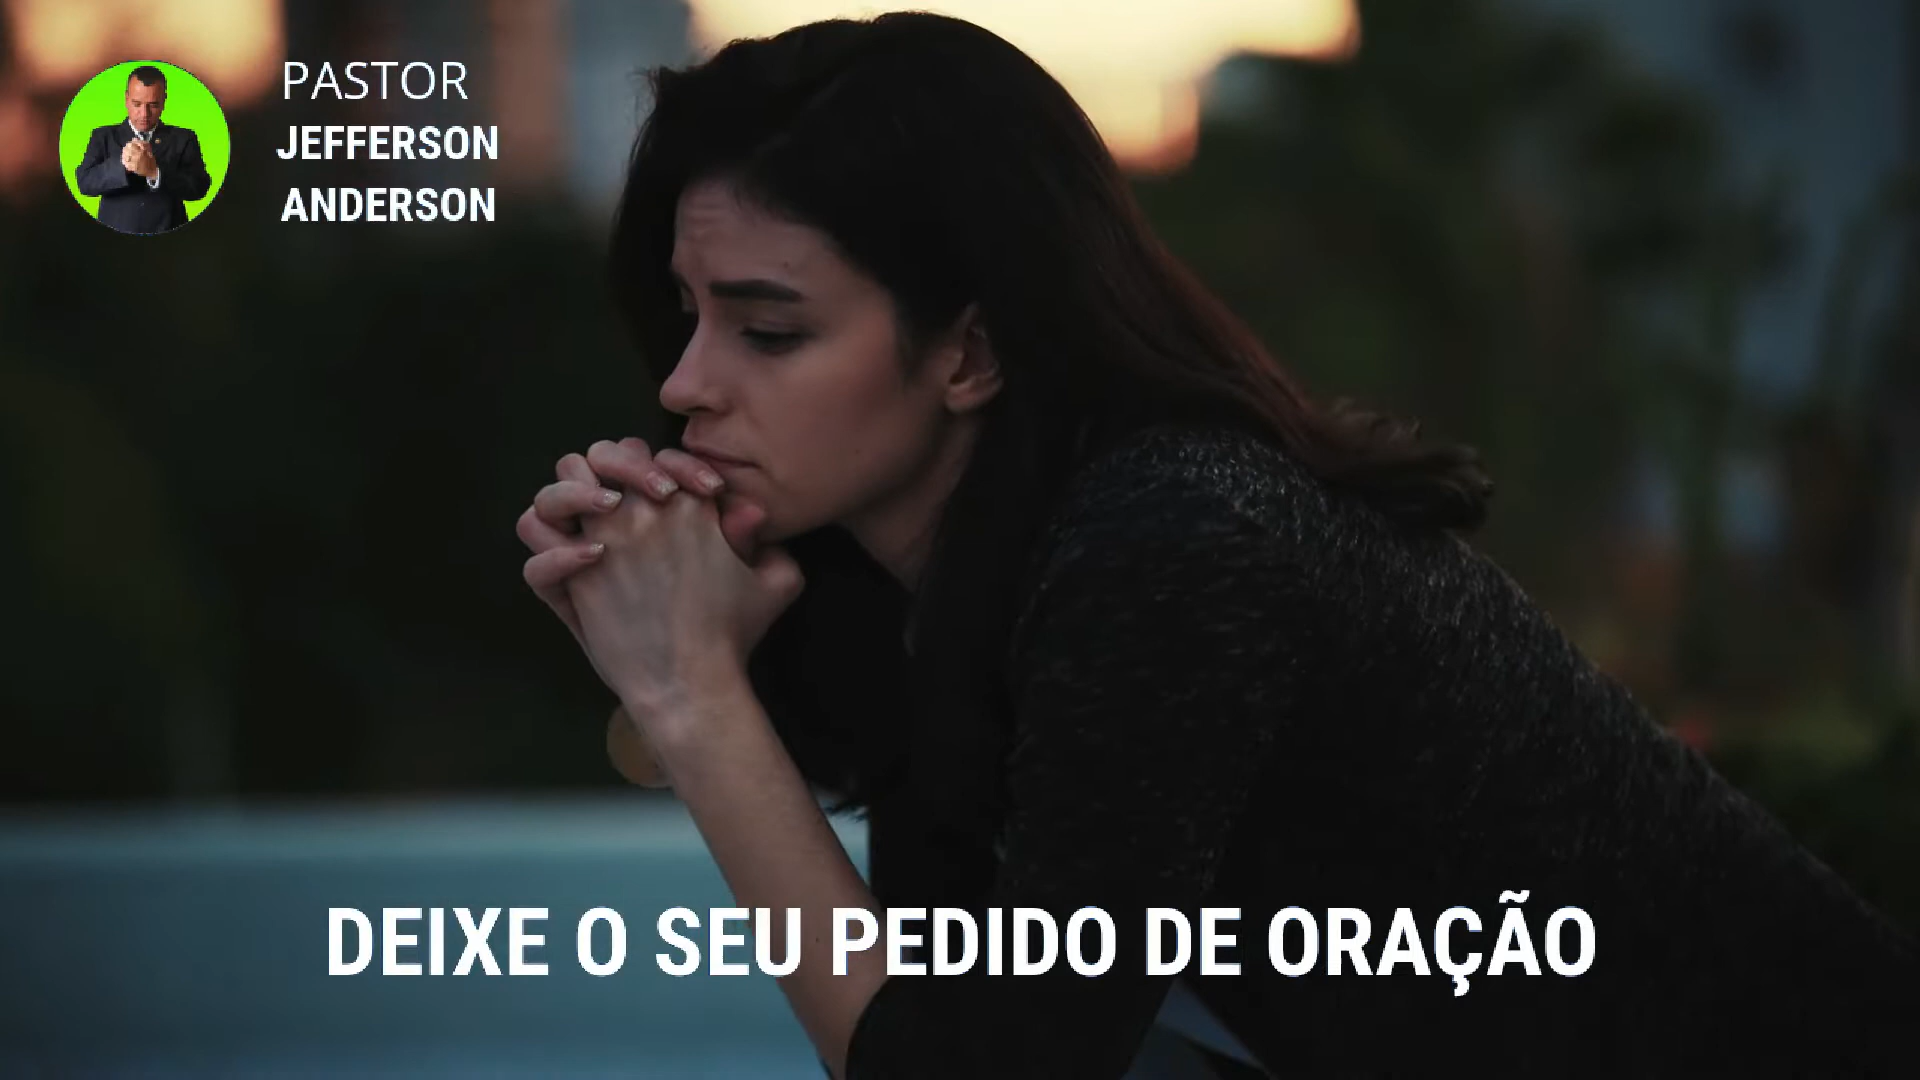 PASTOR
JEFFERSON
ANDERSON
DEIXE O SEU PEDIDO DE ORAÇÃO